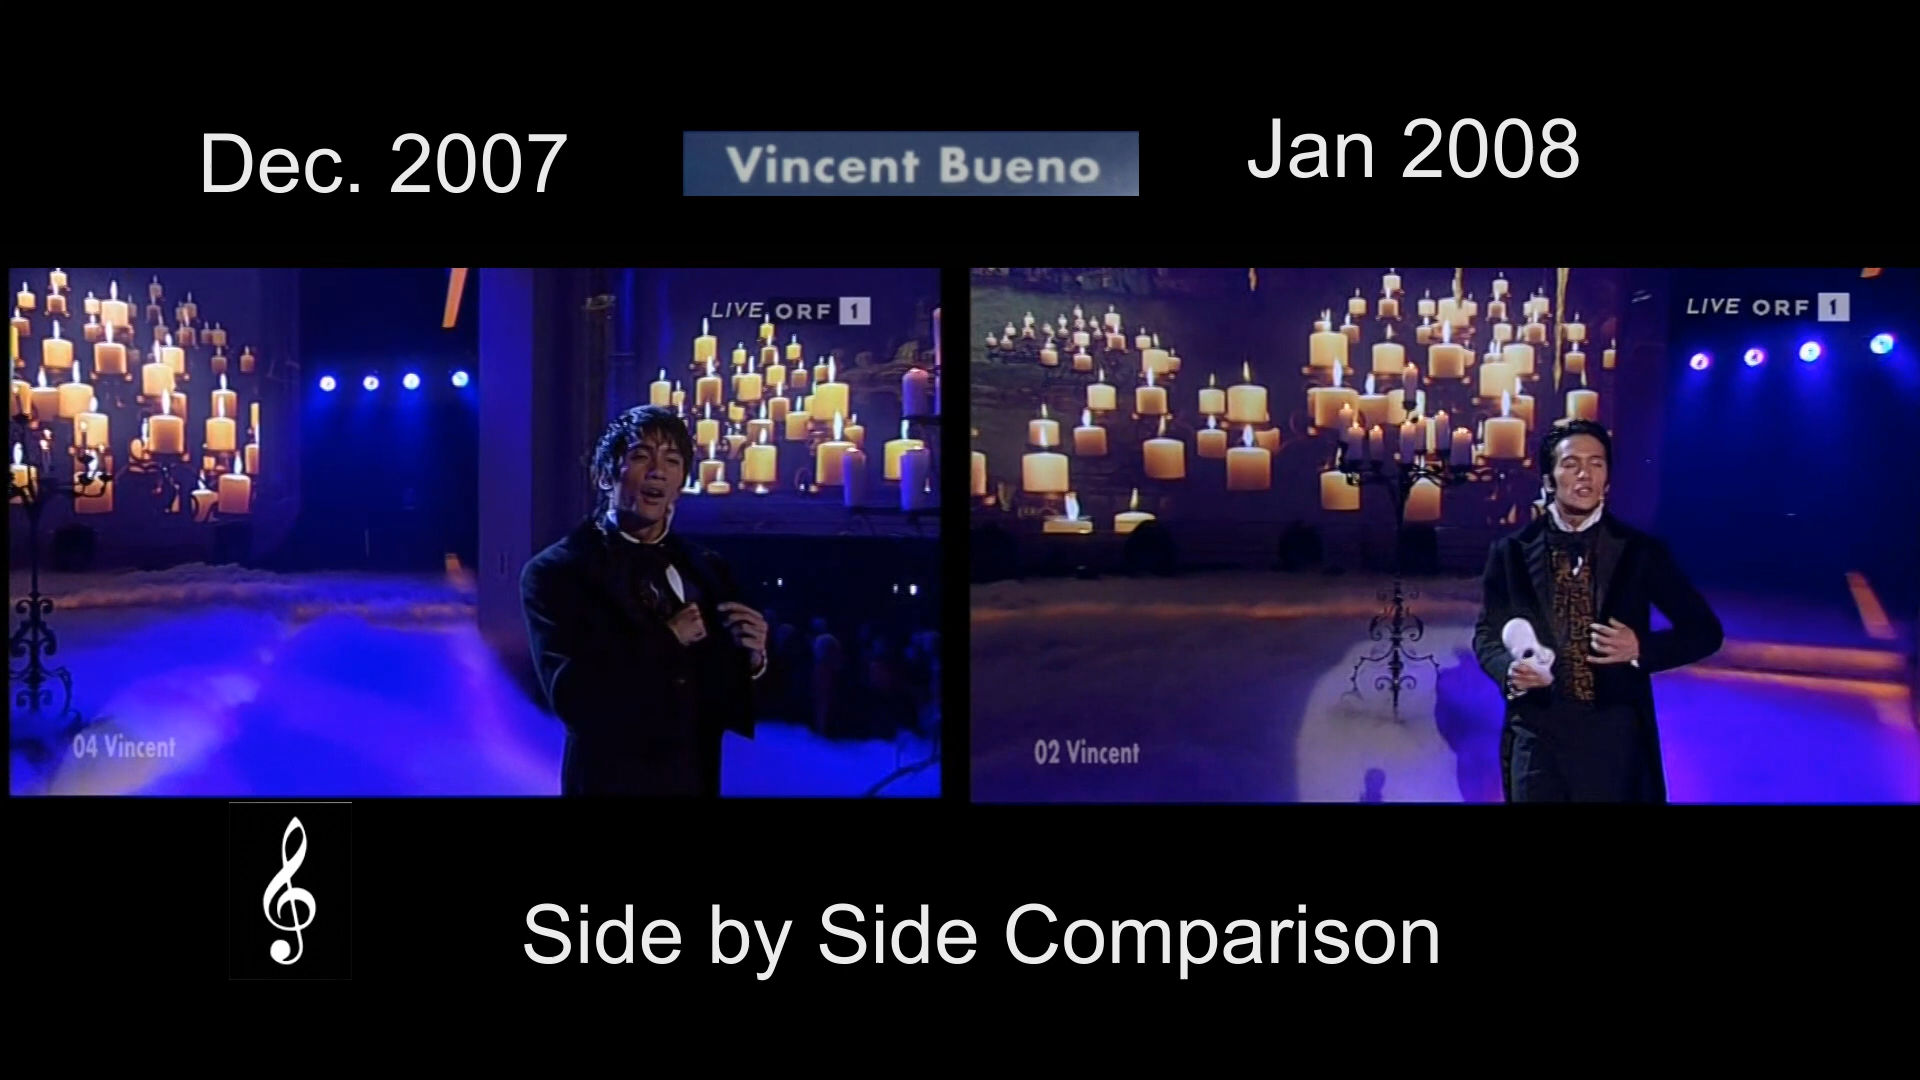 Dec. 2007
Vincent Bueno
Jan 2008
LIVE ORF 1
LIVE ORF 1
04 Vincent
02 Vincent
Side by Side Comparison